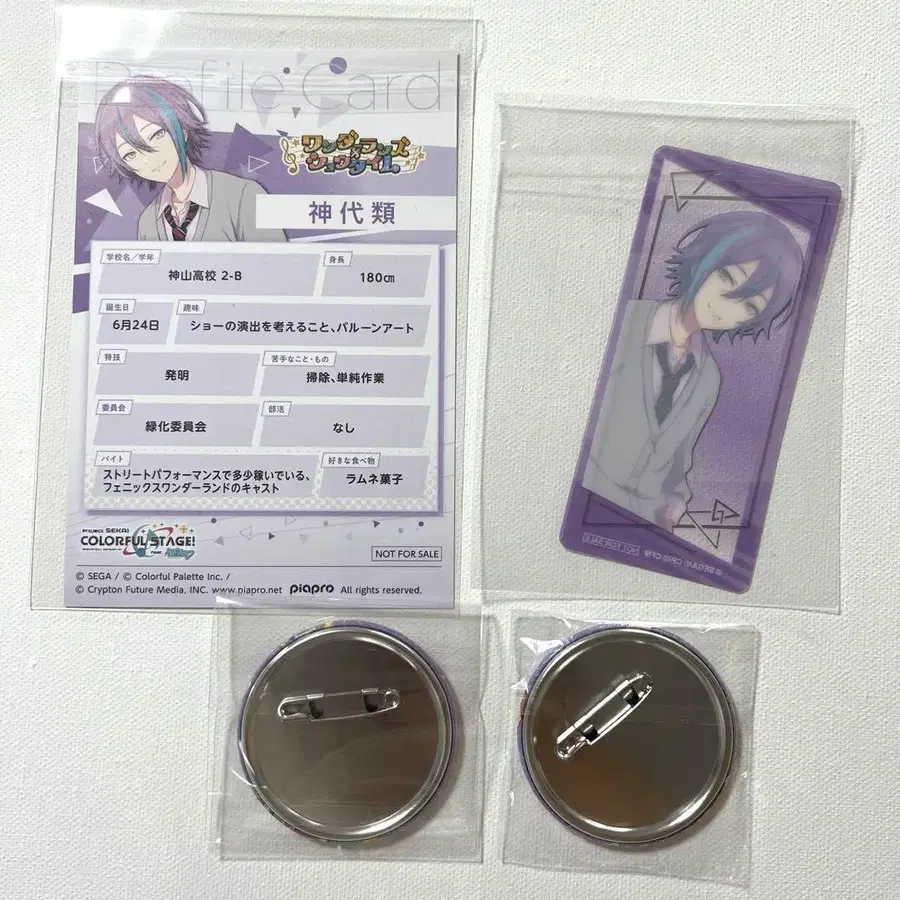 Profile Card
ワンダーランズ
×
ショウタイム
神代類
学校名／学年
神山高校 2-B
身長
180㎝
誕生日
6月24日
趣味
ショーの演出を考えること、バルーンアート
特技
発明
苦手なこと・もの
掃除、単純作業
委員会
緑化委員会
部活
なし
バイト
ストリートパフォーマンスで多少稼いでいる、
フェニックスワンダーランドのキャスト
好きな食べ物
ラムネ菓子
Project SEKAI
COLORFUL STAGE!
feat.
NOT FOR SALE
© SEGA / © Colorful Palette Inc. /
© Crypton Future Media, INC. www.piapro.net piapro All rights reserved.
NOT FOR SALE